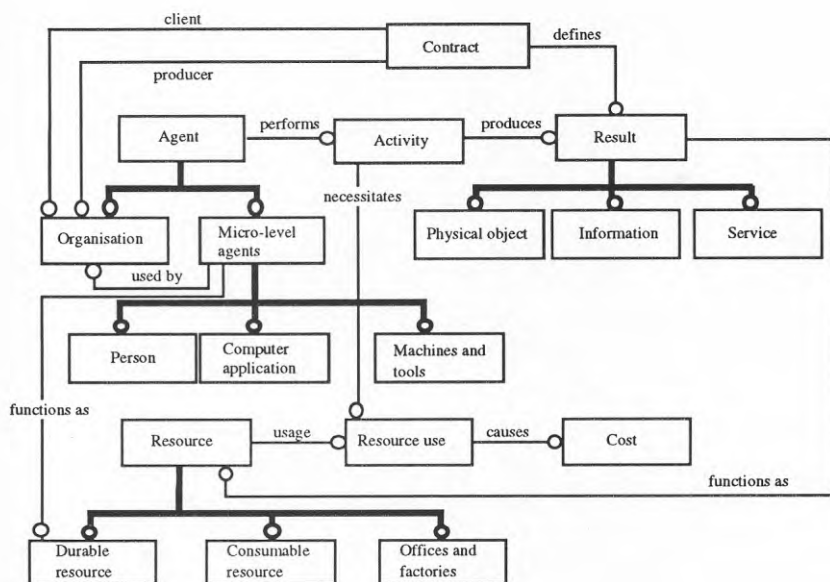 client
Contract
defines
producer
Agent
performs
Activity
produces
Result
necessitates
Organisation
Micro-level
agents
Physical object
Information
Service
used by
Person
Computer
application
Machines and
tools
functions as
Resource
usage
Resource use
causes
Cost
functions as
Durable
resource
Consumable
resource
Offices and
factories